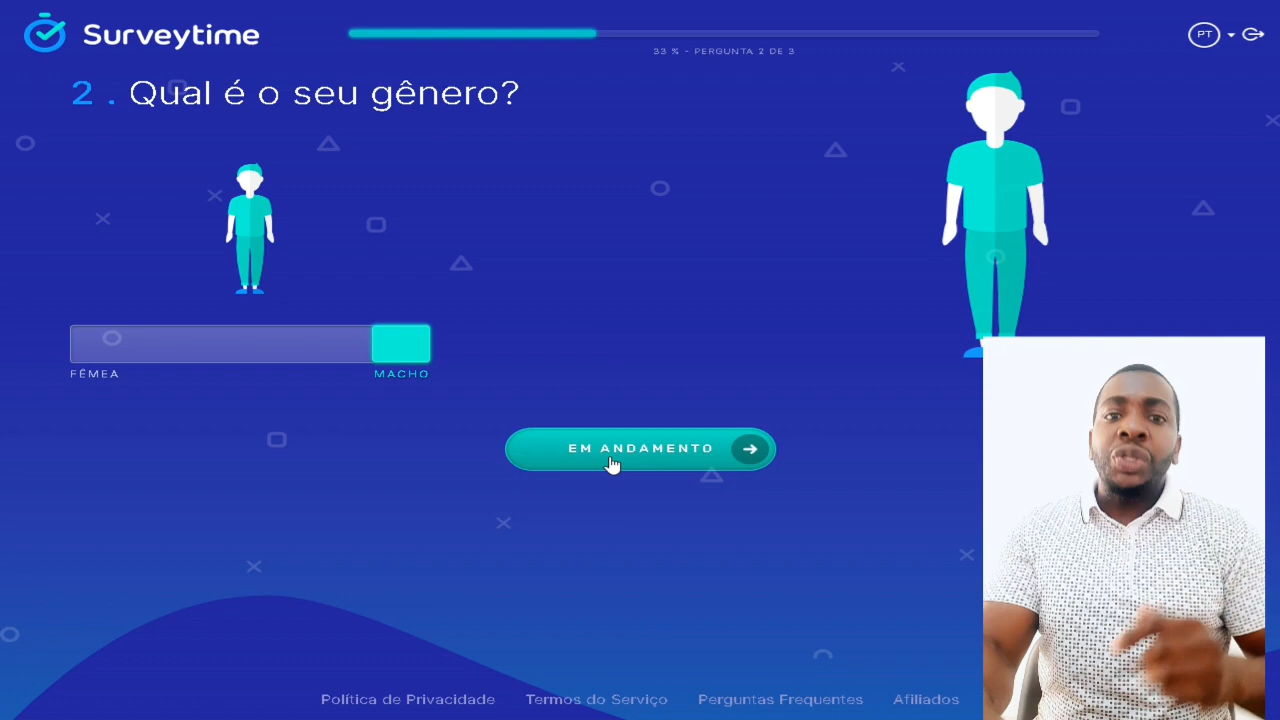 Surveytime
33 % - PERGUNTA 2 DE 3
PT
2 . Qual é o seu gênero?
FÊMEA
MACHO
EM ANDAMENTO
Política de Privacidade
Termos do Serviço
Perguntas Frequentes
Afiliados